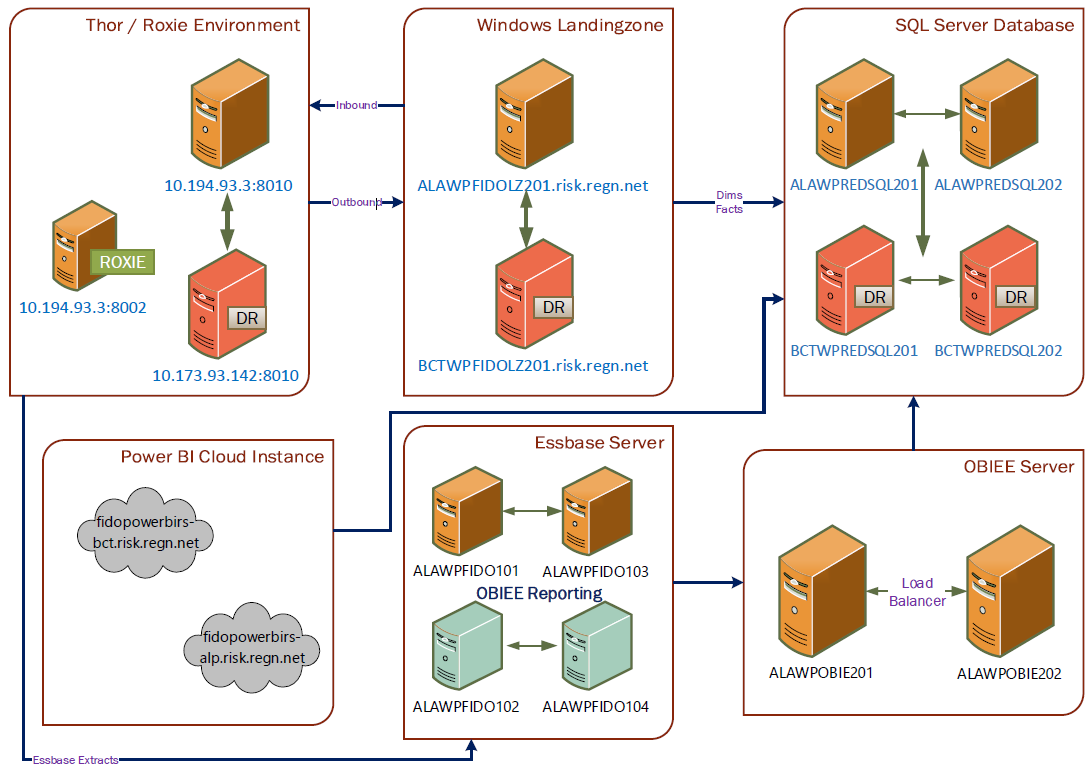 Thor / Roxie Environment
10.194.93.3:8010
ROXIE
10.194.93.3:8002
DR
10.173.93.142:8010
Inbound
Outbound
Windows Landingzone
ALAWPFIDOLZ201.risk.regn.net
DR
BCTWPFIDOLZ201.risk.regn.net
Dims
Facts
SQL Server Database
ALAWPREDSQL201
ALAWPREDSQL202
DR
DR
BCTWPREDSQL201
BCTWPREDSQL202
Power BI Cloud Instance
fidopowerbirs-
bct.risk.regn.net
fidopowerbirs-
alp.risk.regn.net
Essbase Server
ALAWPFIDO101
ALAWPFIDO103
OBIEE Reporting
ALAWPFIDO102
ALAWPFIDO104
OBIEE Server
Load
Balancer
ALAWPOBIE201
ALAWPOBIE202
Essbase Extracts